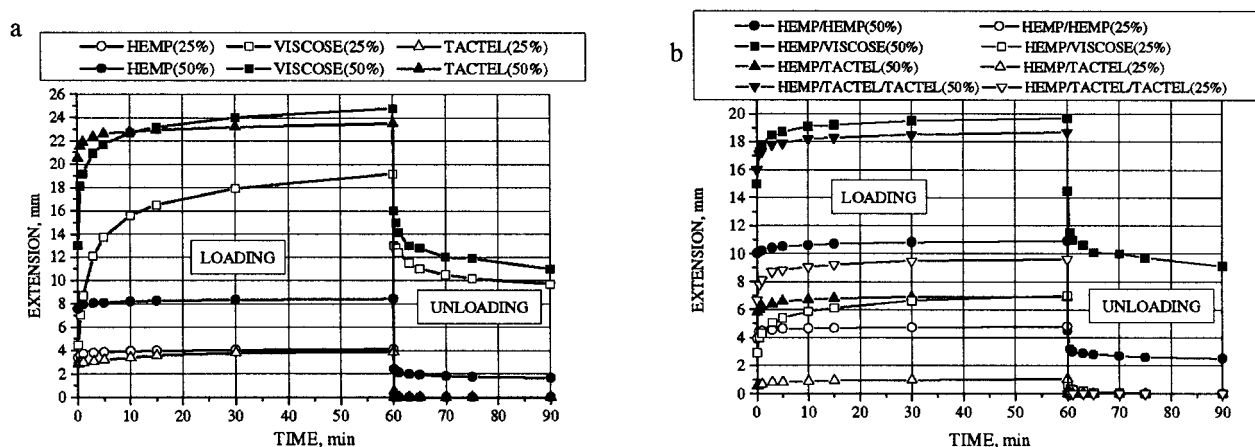 a
HEMP(25%) VISCOSE(25%) TACTEL(25%)
HEMP(50%) VISCOSE(50%) TACTEL(50%)
26
24
22
20
18
16
14
12
10
8
6
4
2
0
EXTENSION, mm
LOADING
UNLOADING
0 10 20 30 40 50 60 70 80 90
TIME, min
b
HEMP/HEMP(50%) HEMP/HEMP(25%)
HEMP/VISCOSE(50%) HEMP/VISCOSE(25%)
HEMP/TACTEL(50%) HEMP/TACTEL(25%)
HEMP/TACTEL/TACTEL(50%) HEMP/TACTEL/TACTEL(25%)
20
18
16
14
12
10
8
6
4
2
0
EXTENSION, mm
LOADING
UNLOADING
0 10 20 30 40 50 60 70 80 90
TIME, min